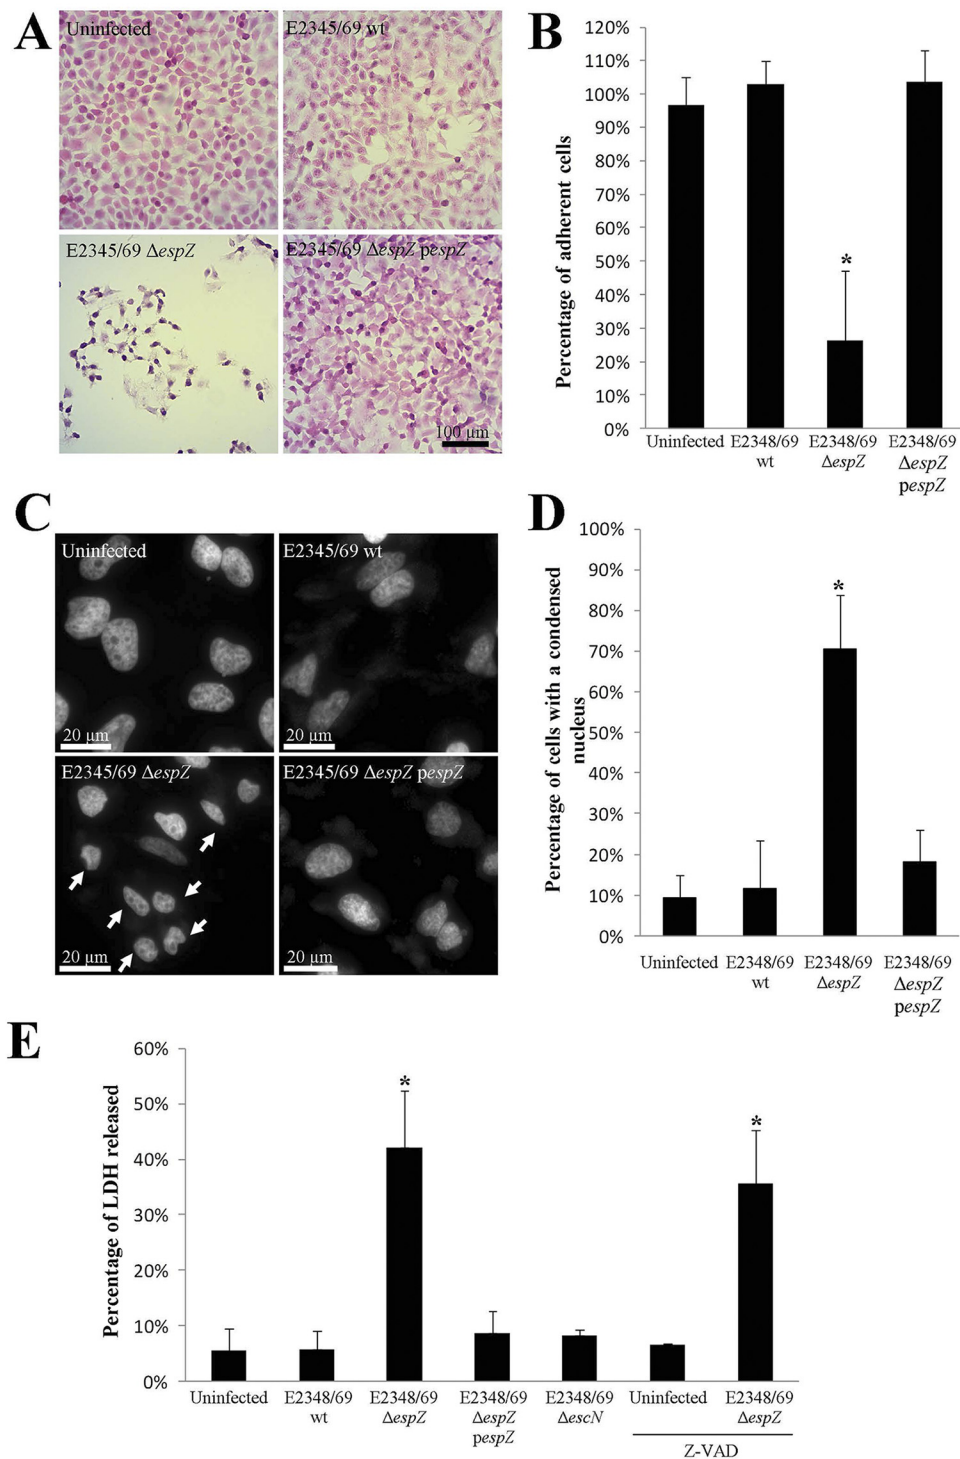 A
Uninfected
E2345/69 wt
E2345/69 ΔespZ
E2345/69 ΔespZ pespZ
100 μm
B
Percentage of adherent cells
120%
110%
100%
90%
80%
70%
60%
50%
40%
30%
20%
10%
0%
*
Uninfected
E2348/69
wt
E2348/69
ΔespZ
E2348/69
ΔespZ
pespZ
C
Uninfected
20 μm
E2345/69 wt
20 μm
E2345/69 ΔespZ
20 μm
E2345/69 ΔespZ pespZ
20 μm
D
Percentage of cells with a condensed
nucleus
100%
90%
80%
70%
60%
50%
40%
30%
20%
10%
0%
*
Uninfected
E2348/69
wt
E2348/69
ΔespZ
E2348/69
ΔespZ
pespZ
E
Percentage of LDH released
60%
50%
40%
30%
20%
10%
0%
*
*
Uninfected
E2348/69
wt
E2348/69
ΔespZ
E2348/69
ΔespZ
pespZ
E2348/69
ΔescN
Uninfected
E2348/69
ΔespZ
Z-VAD